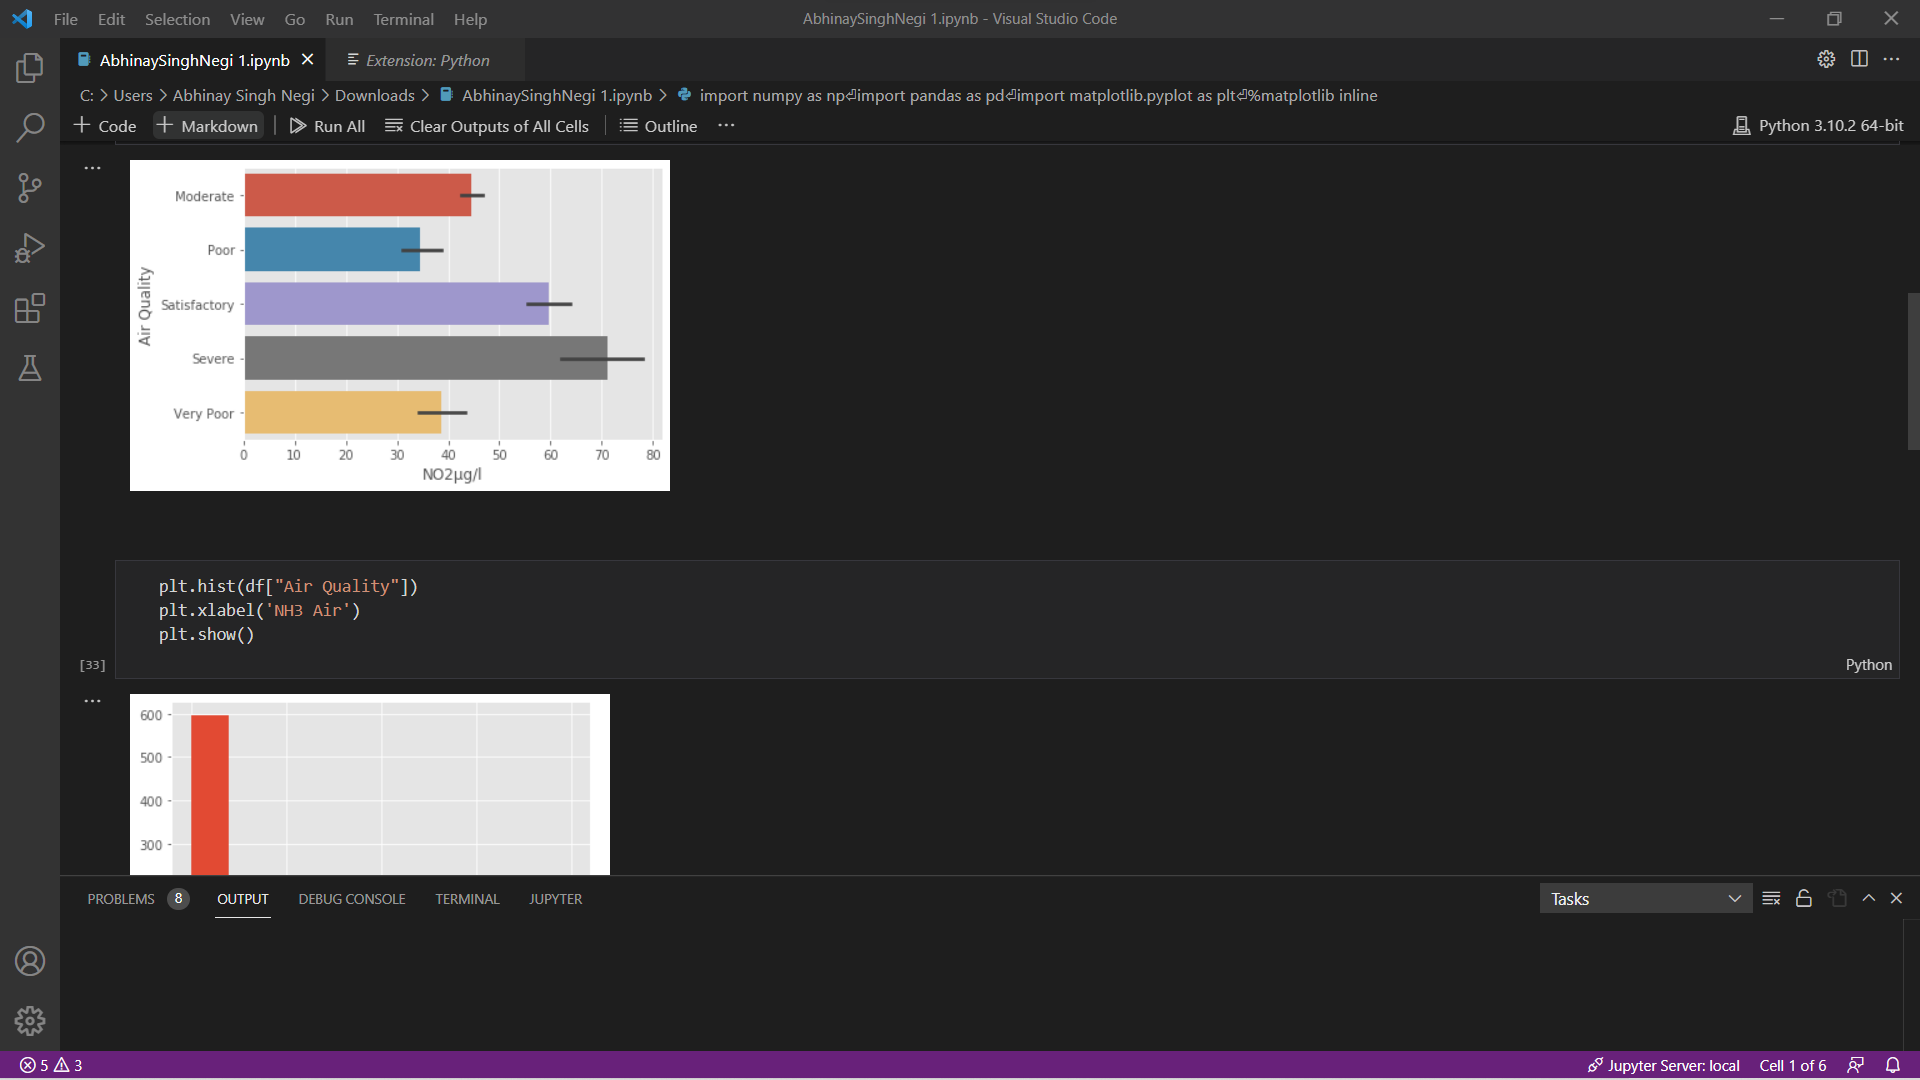 File Edit Selection View Go Run Terminal Help
AbhinaySinghNegi 1.ipynb - Visual Studio Code
AbhinaySinghNegi 1.ipynb
Extension: Python
C: > Users > Abhinay Singh Negi > Downloads > AbhinaySinghNegi 1.ipynb > import numpy as np⏎import pandas as pd⏎import matplotlib.pyplot as plt⏎%matplotlib inline
+ Code + Markdown | Run All Clear Outputs of All Cells | Outline ...
Python 3.10.2 64-bit
Moderate
Poor
Satisfactory
Severe
Very Poor
Air Quality
0 10 20 30 40 50 60 70 80
NO2µg/l
plt.hist(df["Air Quality"])
plt.xlabel('NH3 Air')
plt.show()
[33]
Python
600
500
400
300
PROBLEMS 8 OUTPUT DEBUG CONSOLE TERMINAL JUPYTER
Tasks
5 3
Jupyter Server: local Cell 1 of 6